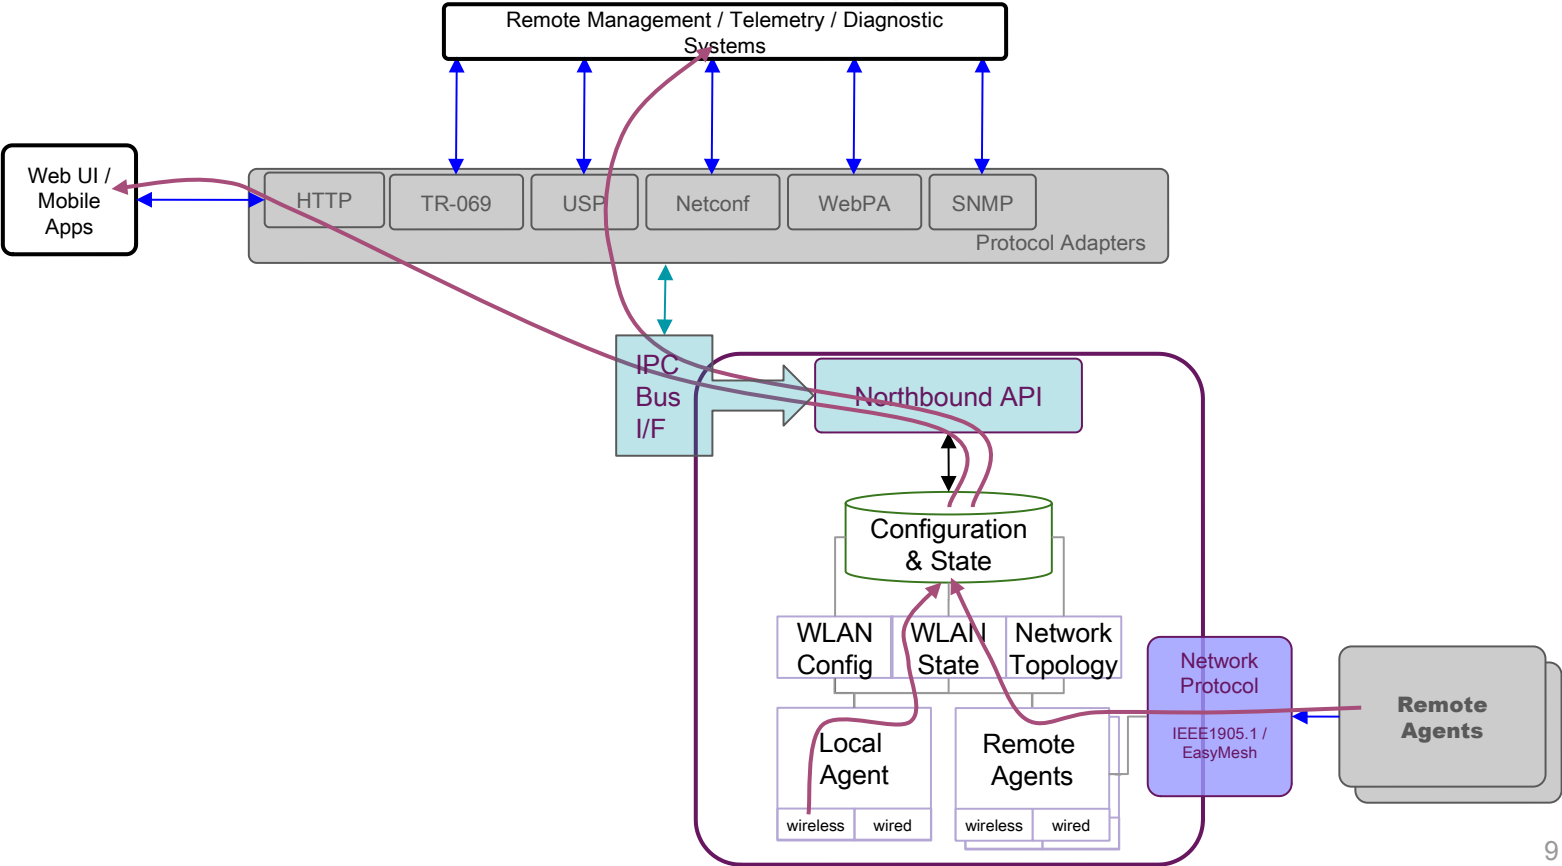 Remote Management / Telemetry / Diagnostic
Systems
Web UI /
Mobile
Apps
HTTP
TR-069
USP
Netconf
WebPA
SNMP
Protocol Adapters
IPC
Bus
I/F
Northbound API
Configuration
& State
WLAN
Config
WLAN
State
Network
Topology
Network
Protocol
IEEE1905.1 /
EasyMesh
Remote
Agents
Local
Agent
Remote
Agents
wireless
wired
wireless
wired
9